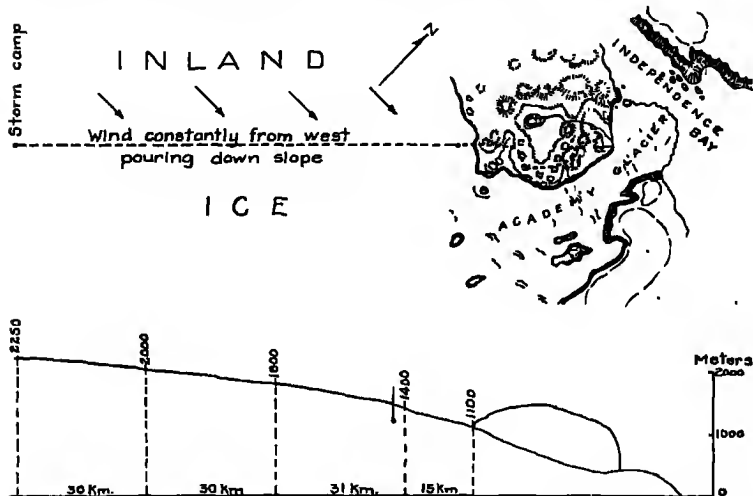 Storm camp
INLAND
N
Wind constantly from west
pouring down slope
ICE
INDEPENDENCE
BAY
ACADEMY GLACIER
2250
2000
1800
1400
1100
Meters
2000
1000
0
30 Km.
30 Km.
31 Km.
15 Km